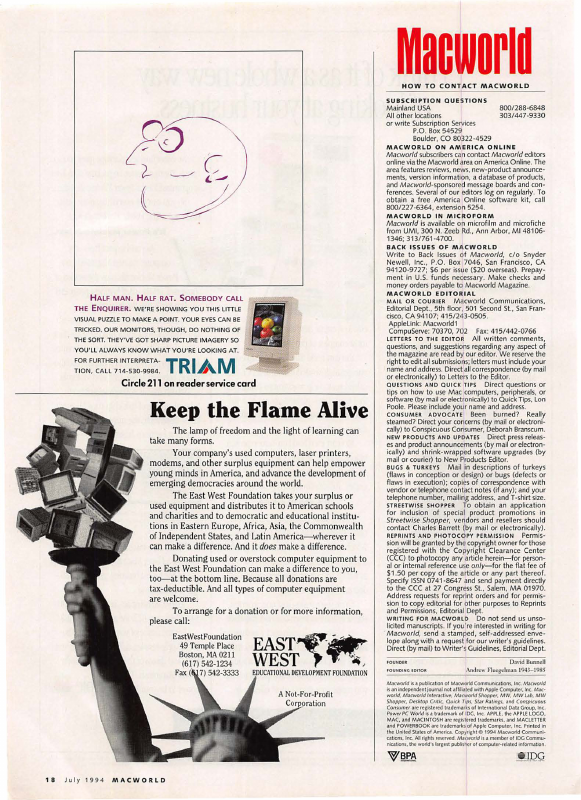 HALF MAN. HALF RAT. SOMEBODY CALL
THE ENQUIRER. WE'RE SHOWING YOU THIS LITTLE
VISUAL PUZZLE TO MAKE A POINT. YOUR EYES CAN BE
TRICKED. OUR MONITORS, THOUGH, DO NOTHING OF
THE SORT. THEY'VE GOT SHARP PICTURE IMAGERY SO
YOU'LL ALWAYS KNOW WHAT YOU'RE LOOKING AT.
FOR FURTHER INTERPRETA-
TION, CALL 714-530-9984.
TRIAM
Circle 211 on reader service card
Keep the Flame Alive
The lamp of freedom and the light of learning can
take many forms.
Your company's used computers, laser printers,
modems, and other surplus equipment can help empower
young minds in America, and advance the development of
emerging democracies around the world.
The East West Foundation takes your surplus or
used equipment and distributes it to American schools
and charities and to democratic and educational institu-
tions in Eastern Europe, Africa, Asia, the Commonwealth
of Independent States, and Latin America—wherever it
can make a difference. And it does make a difference.
Donating used or overstock computer equipment to
the East West Foundation can make a difference to you,
too—at the bottom line. Because all donations are
tax-deductible. And all types of computer equipment
are welcome.
To arrange for a donation or for more information,
please call:
EastWestFoundation
49 Temple Place
Boston, MA 0211
(617) 542-1234
Fax (617) 542-3333
EAST
WEST
EDUCATIONAL DEVELOPMENT FOUNDATION
A Not-For-Profit
Corporation
Macworld
HOW TO CONTACT MACWORLD
SUBSCRIPTION QUESTIONS
Mainland USA 800/288-6848
All other locations 303/447-9330
or write Subscription Services
P.O. Box 54529
Boulder, CO 80322-4529
MACWORLD ON AMERICA ONLINE
Macworld subscribers can contact Macworld editors
online via the Macworld area on America Online. The
area features reviews, news, new-product announce-
ments, version information, a database of products,
and Macworld-sponsored message boards and con-
ferences. Several of our editors log on regularly. To
obtain a free America Online software kit, call
800/227-6364, extension 5254.
MACWORLD IN MICROFORM
Macworld is available on microfilm and microfiche
from UMI, 300 N. Zeeb Rd., Ann Arbor, MI 48106-
1346; 313/761-4700.
BACK ISSUES OF MACWORLD
Write to Back Issues of Macworld, c/o Snyder
Newell, Inc., P.O. Box 7046, San Francisco, CA
94120-9727; $6 per issue ($20 overseas). Prepay-
ment in U.S. funds necessary. Make checks and
money orders payable to Macworld Magazine.
MACWORLD EDITORIAL
MAIL OR COURIER Macworld Communications,
Editorial Dept., 5th floor, 501 Second St., San Fran-
cisco, CA 94107; 415/243-0505.
AppleLink: Macworld1
CompuServe: 70370, 702 Fax: 415/442-0766
LETTERS TO THE EDITOR All written comments,
questions, and suggestions regarding any aspect of
the magazine are read by our editor. We reserve the
right to edit all submissions; letters must include your
name and address. Direct all correspondence (by mail
or electronically) to Letters to the Editor.
QUESTIONS AND QUICK TIPS Direct questions or
tips on how to use Mac computers, peripherals, or
software (by mail or electronically) to Quick Tips, Lon
Poole. Please include your name and address.
CONSUMER ADVOCATE Been burned? Really
steamed? Direct your concerns (by mail or electroni-
cally) to Conspicuous Consumer, Deborah Branscum.
NEW PRODUCTS AND UPDATES Direct press releas-
es and product announcements (by mail or electron-
ically) and shrink-wrapped software upgrades (by
mail or courier) to New Products Editor.
BUGS & TURKEYS Mail in descriptions of turkeys
(flaws in conception or design) or bugs (defects or
flaws in execution); copies of correspondence with
vendor or telephone contact notes (if any); and your
telephone number, mailing address, and T-shirt size.
STREETWISE SHOPPER To obtain an application
for inclusion of special product promotions in
Streetwise Shopper, vendors and resellers should
contact Charles Barrett (by mail or electronically).
REPRINTS AND PHOTOCOPY PERMISSION Permis-
sion will be granted by the copyright owner for those
registered with the Copyright Clearance Center
(CCC) to photocopy any article herein—for person-
al or internal reference use only—for the flat fee of
$1.50 per copy of the article or any part thereof.
Specify ISSN 0741-8647 and send payment directly
to the CCC at 27 Congress St., Salem, MA 01970.
Address requests for reprint orders and for permis-
sion to copy editorial for other purposes to Reprints
and Permissions, Editorial Dept.
WRITING FOR MACWORLD Do not send us unso-
licited manuscripts. If you're interested in writing for
Macworld, send a stamped, self-addressed enve-
lope along with a request for our writer's guidelines.
Direct (by mail) to Writer's Guidelines, Editorial Dept.
FOUNDER David Bunnell
FOUNDING EDITOR Andrew Fluegelman 1943–1985
Macworld is a publication of Macworld Communications, Inc. Macworld
is an independent journal not affiliated with Apple Computer, Inc. Mac-
world, Macworld Interactive, Macworld Shopper, MW, MW Lab, MW
Shopper, Desktop Critic, Quick Tips, Star Ratings, and Conspicuous
Consumer are registered trademarks of International Data Group, Inc.
Power PC World is a trademark of IDC, Inc. APPLE, the APPLE LOGO,
MAC, and MACINTOSH are registered trademarks, and MACLETTER
and POWERBOOK are trademarks of Apple Computer, Inc. Printed in
the United States of America. Copyright © 1994 Macworld Communi-
cations, Inc. All rights reserved. Macworld is a member of IDG Commu-
nications, the world's largest publisher of computer-related information.
BPA
IDG
18 July 1994 MACWORLD